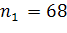 n₁ = 68